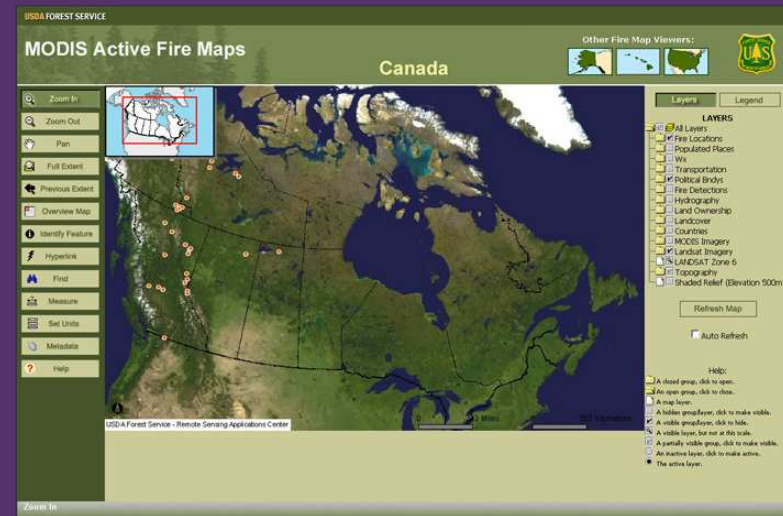 USDA FOREST SERVICE
MODIS Active Fire Maps
Canada
Other Fire Map Viewers:
Zoom In
Zoom Out
Pan
Full Extent
Previous Extent
Overview Map
Identify Feature
Hyperlink
Find
Measure
Set Units
Metadata
Help
USDA Forest Service - Remote Sensing Applications Center
0
Miles
0
Layers
Legend
LAYERS
All Layers
Fire Locations
Populated Places
Wx
Transportation
Political Bndys
Fire Detections
Hydrography
Land Ownership
Landcover
Countries
MODIS Imagery
Landsat Imagery
LANDSAT Zone 6
Topography
Shaded Relief (Elevation 500m
Refresh Map
Auto Refresh
Help:
A closed group, click to open.
An open group, click to close.
A map layer.
A hidden group/layer, click to make visible.
A visible group/layer, click to hide.
A visible layer, but not at this scale.
A partially visible group, click to make visible.
An inactive layer, click to make active.
The active layer.
Zoom In